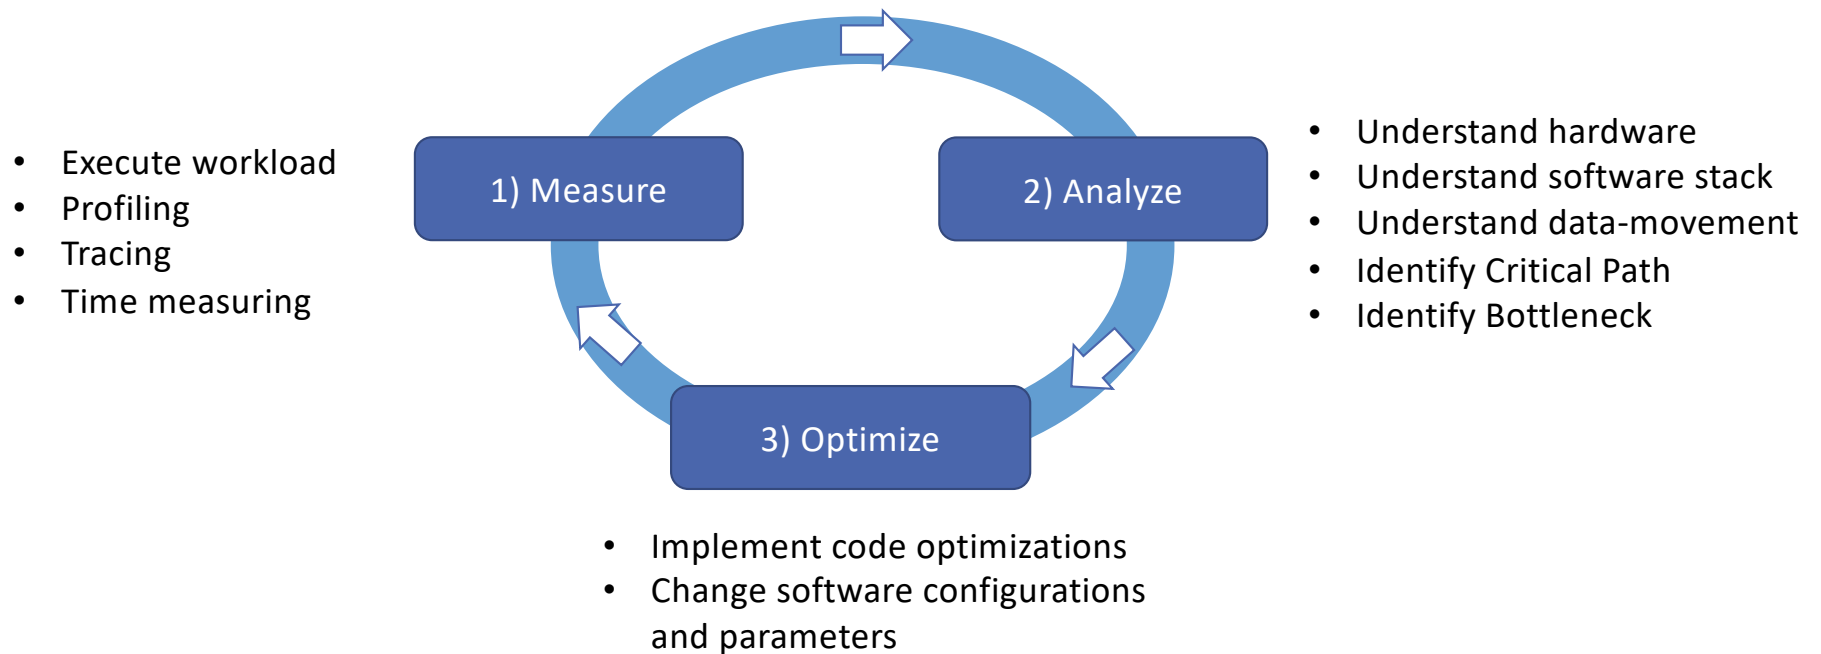 1) Measure
• Execute workload
• Profiling
• Tracing
• Time measuring
2) Analyze
• Understand hardware
• Understand software stack
• Understand data-movement
• Identify Critical Path
• Identify Bottleneck
3) Optimize
• Implement code optimizations
• Change software configurations
and parameters